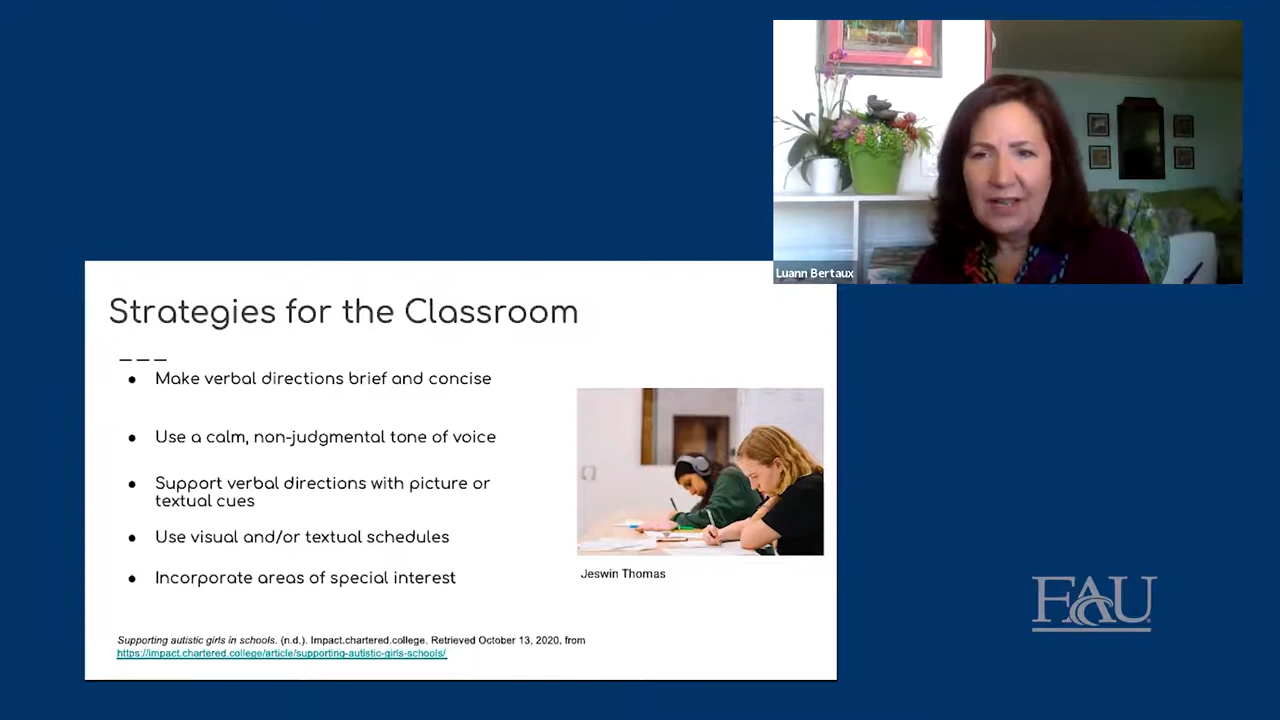 Luann Bertaux
Strategies for the Classroom
● Make verbal directions brief and concise
● Use a calm, non-judgmental tone of voice
● Support verbal directions with picture or
textual cues
● Use visual and/or textual schedules
● Incorporate areas of special interest
Jeswin Thomas
Supporting autistic girls in schools. (n.d.). Impact.chartered.college. Retrieved October 13, 2020, from
https://impact.chartered.college/article/supporting-autistic-girls-schools/
FAU